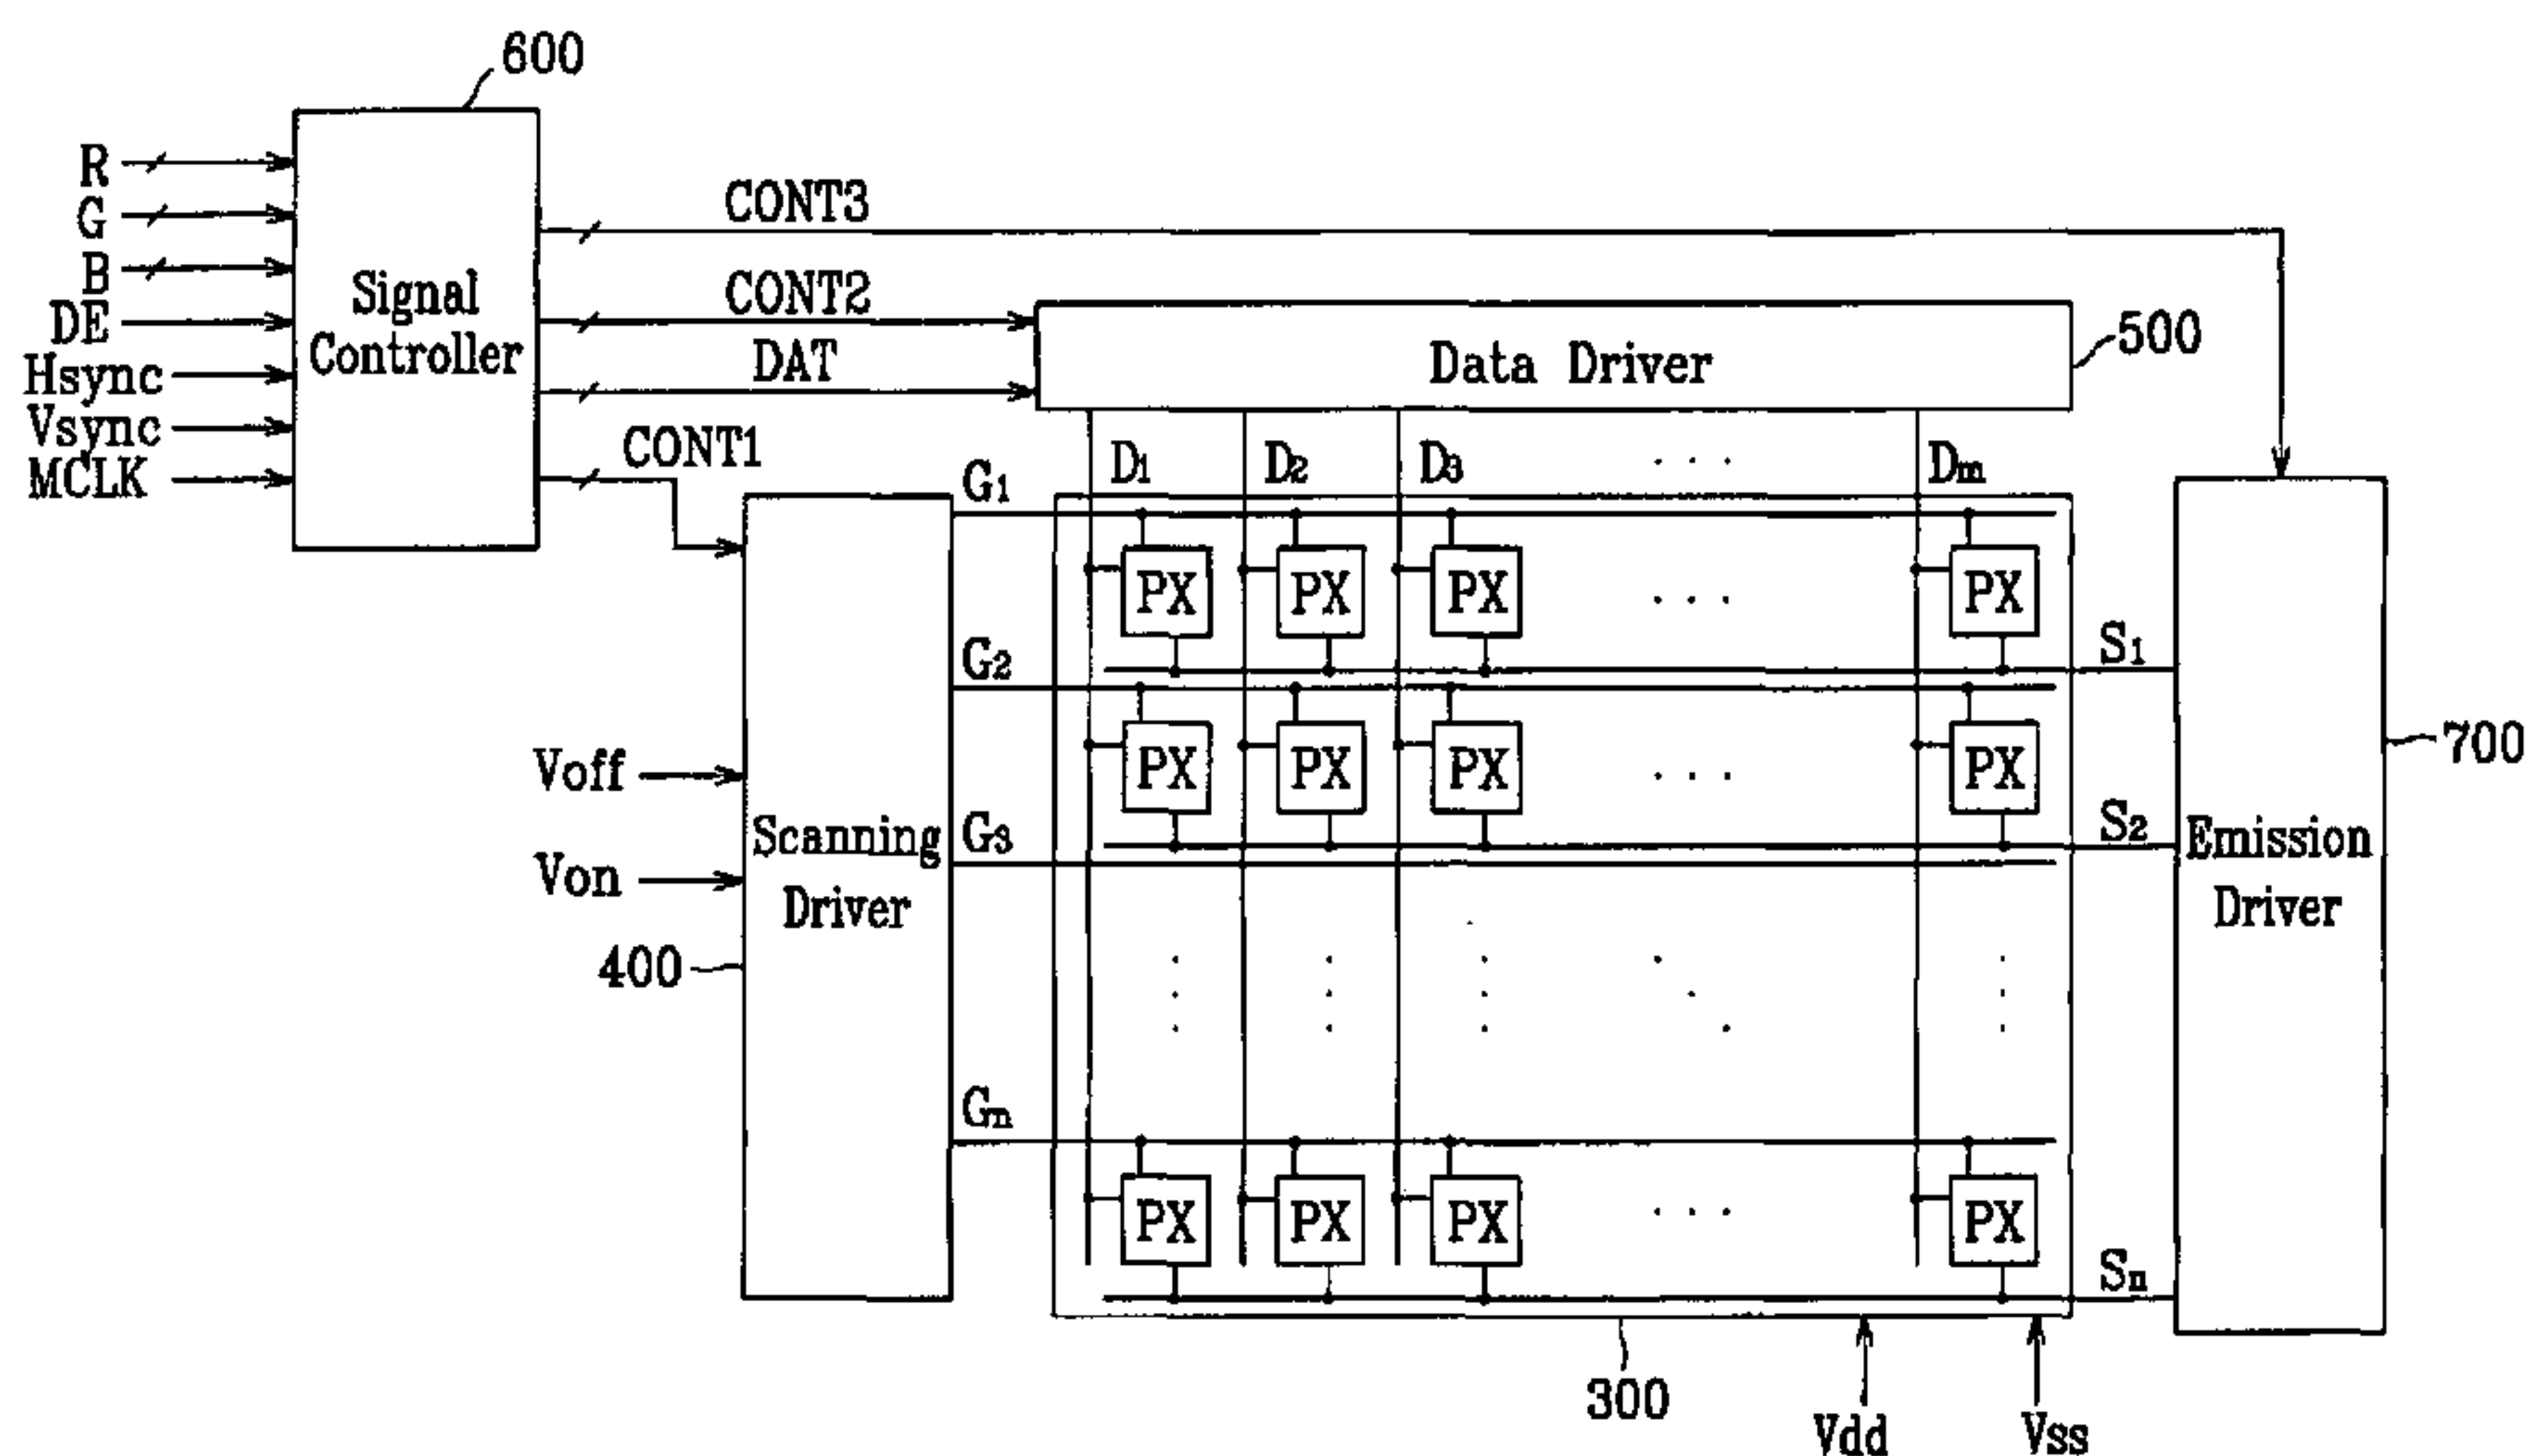 600
R
G
B
DE
Hsync
Vsync
MCLK
Signal
Controller
CONT3
CONT2
DAT
CONT1
Data Driver
500
D1 D2 D3 ... Dm
G1
PX PX PX ... PX
S1
G2
PX PX PX ... PX
S2
G3
Voff
Von
Scanning
Driver
400
Emission
Driver
700
Gn
PX PX PX ... PX
Sn
300
Vdd
Vss